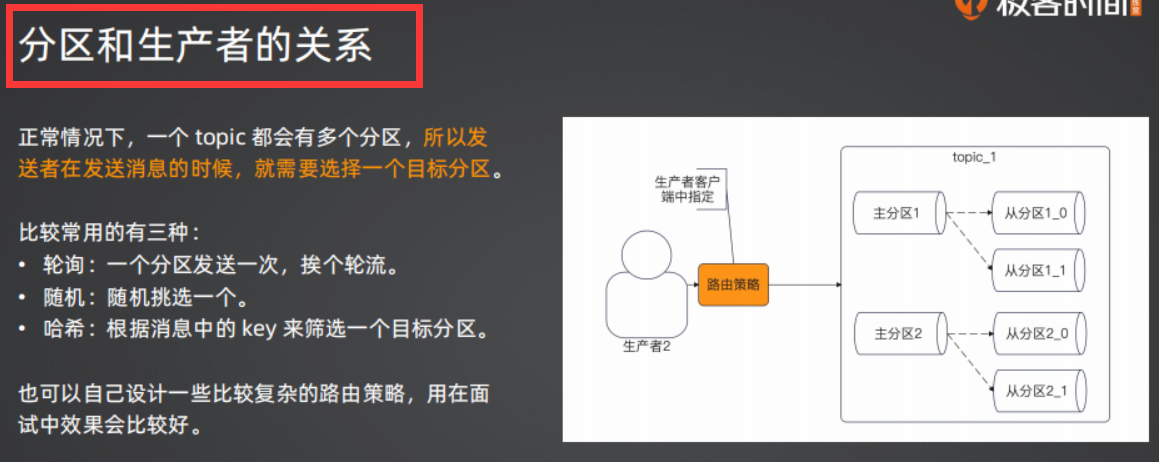 极客时间
分区和生产者的关系
正常情况下，一个 topic 都会有多个分区，所以发
送者在发送消息的时候，就需要选择一个目标分区。
比较常用的有三种：
• 轮询：一个分区发送一次，挨个轮流。
• 随机：随机挑选一个。
• 哈希：根据消息中的 key 来筛选一个目标分区。
也可以自己设计一些比较复杂的路由策略，用在面
试中效果会比较好。
topic_1
生产者客户
端中指定
主分区1
从分区1_0
从分区1_1
路由策略
生产者2
主分区2
从分区2_0
从分区2_1